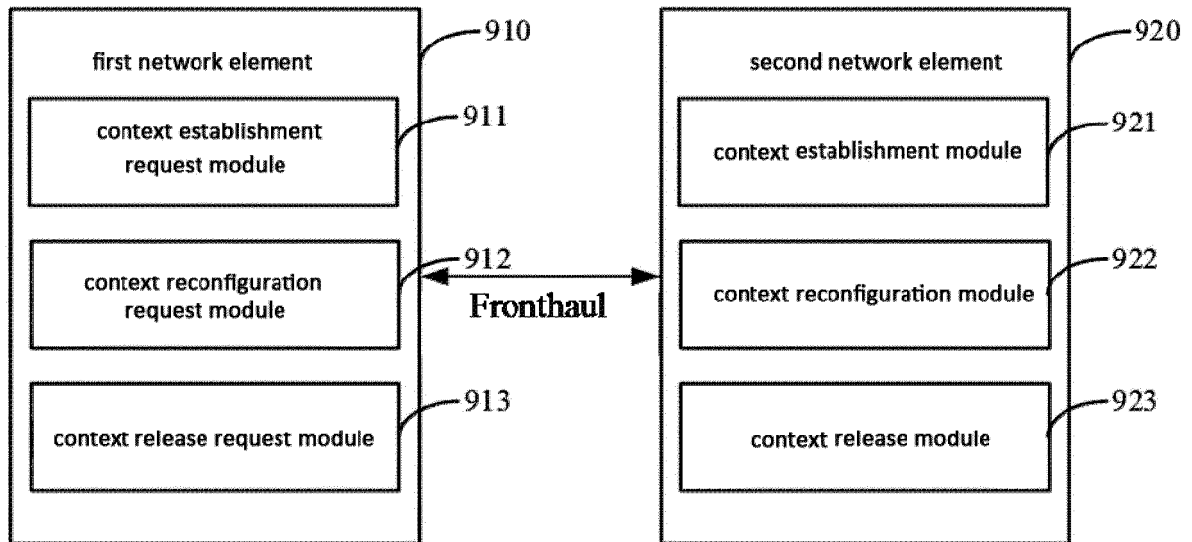 910
first network element
context establishment
request module
911
context reconfiguration
request module
912
context release request module
913
Fronthaul
920
second network element
context establishment module
921
context reconfiguration module
922
context release module
923